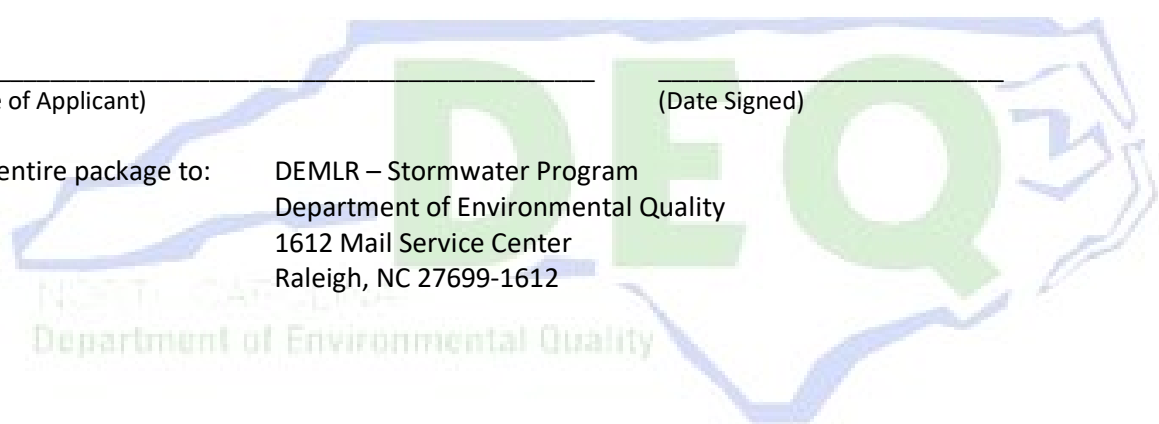 of Applicant) (Date Signed)
entire package to: DEMLR – Stormwater Program
Department of Environmental Quality
1612 Mail Service Center
Raleigh, NC 27699-1612
DEQ
Department of Environmental Quality